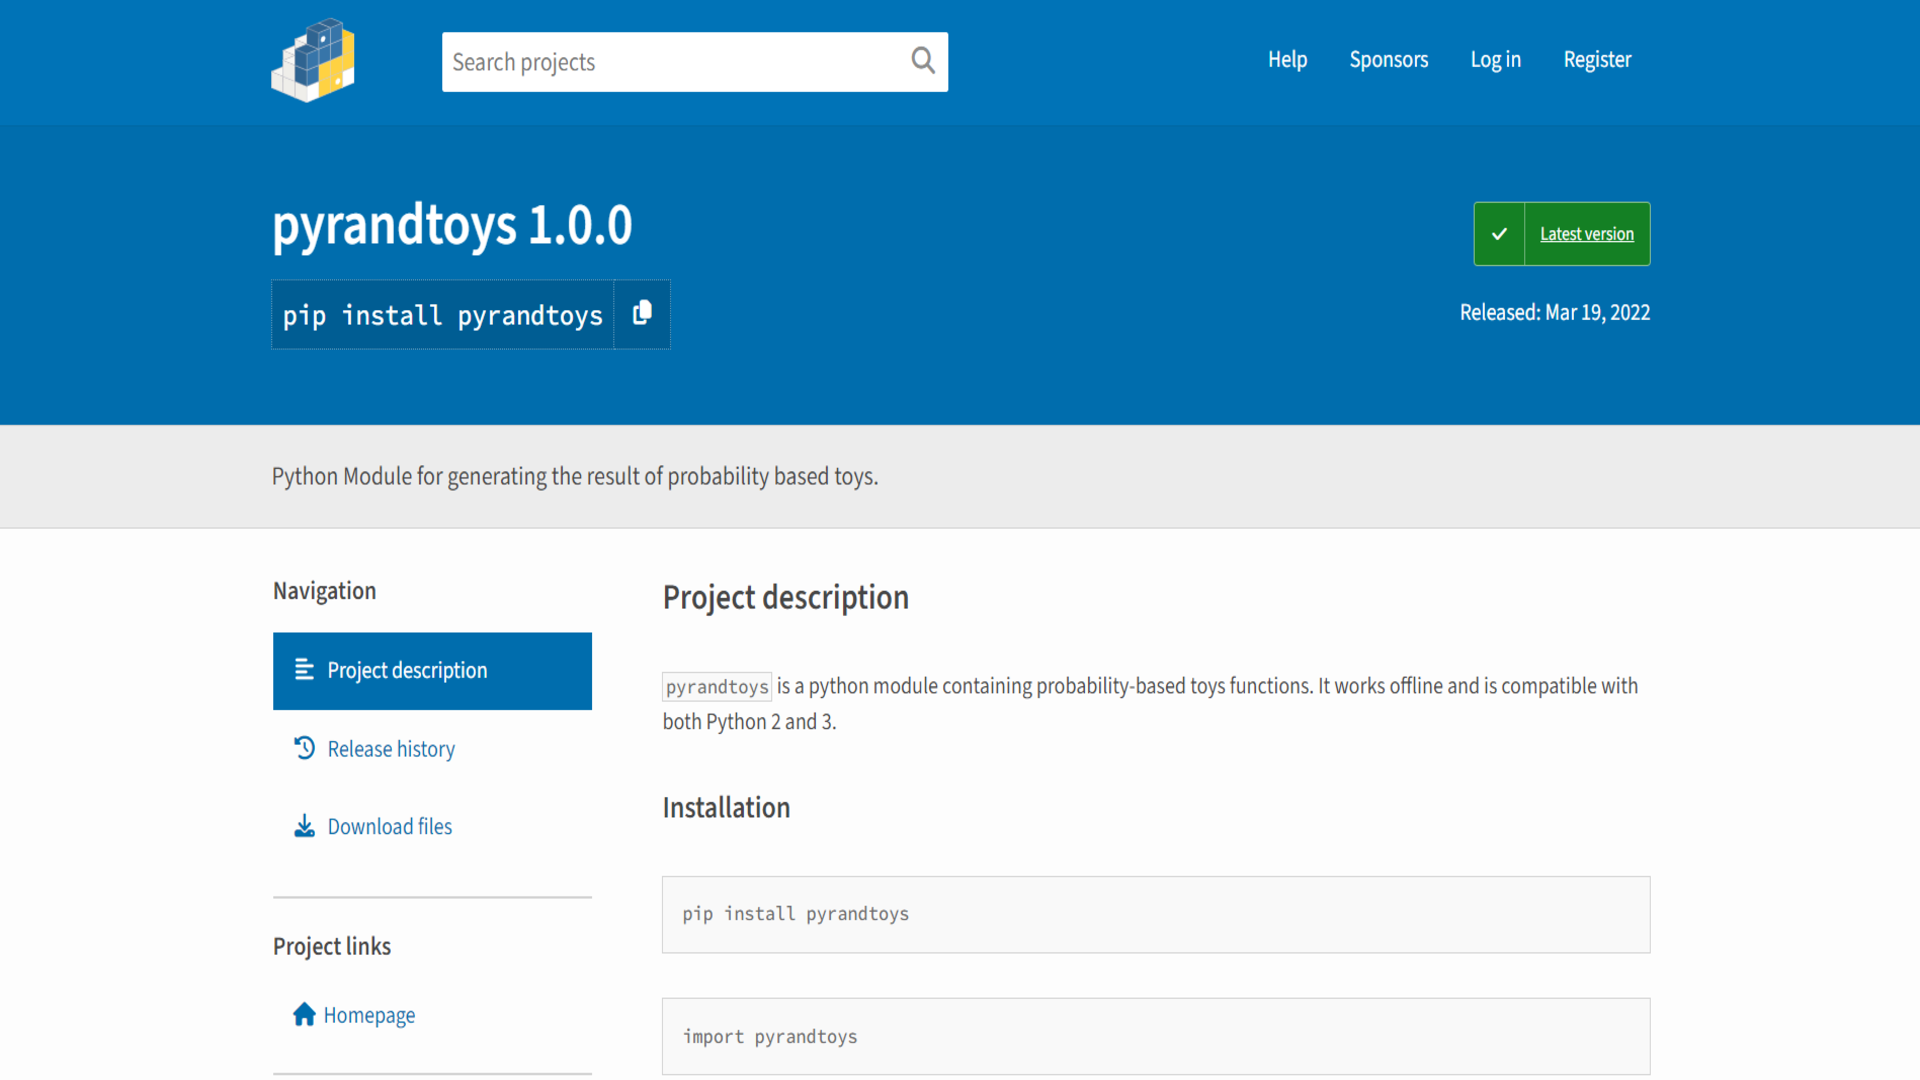 Search projects
Help Sponsors Log in Register
pyrandtoys 1.0.0
pip install pyrandtoys
Latest version
Released: Mar 19, 2022
Python Module for generating the result of probability based toys.
Navigation
Project description
Release history
Download files
Project links
Homepage
Project description
pyrandtoys is a python module containing probability-based toys functions. It works offline and is compatible with
both Python 2 and 3.
Installation
pip install pyrandtoys
import pyrandtoys